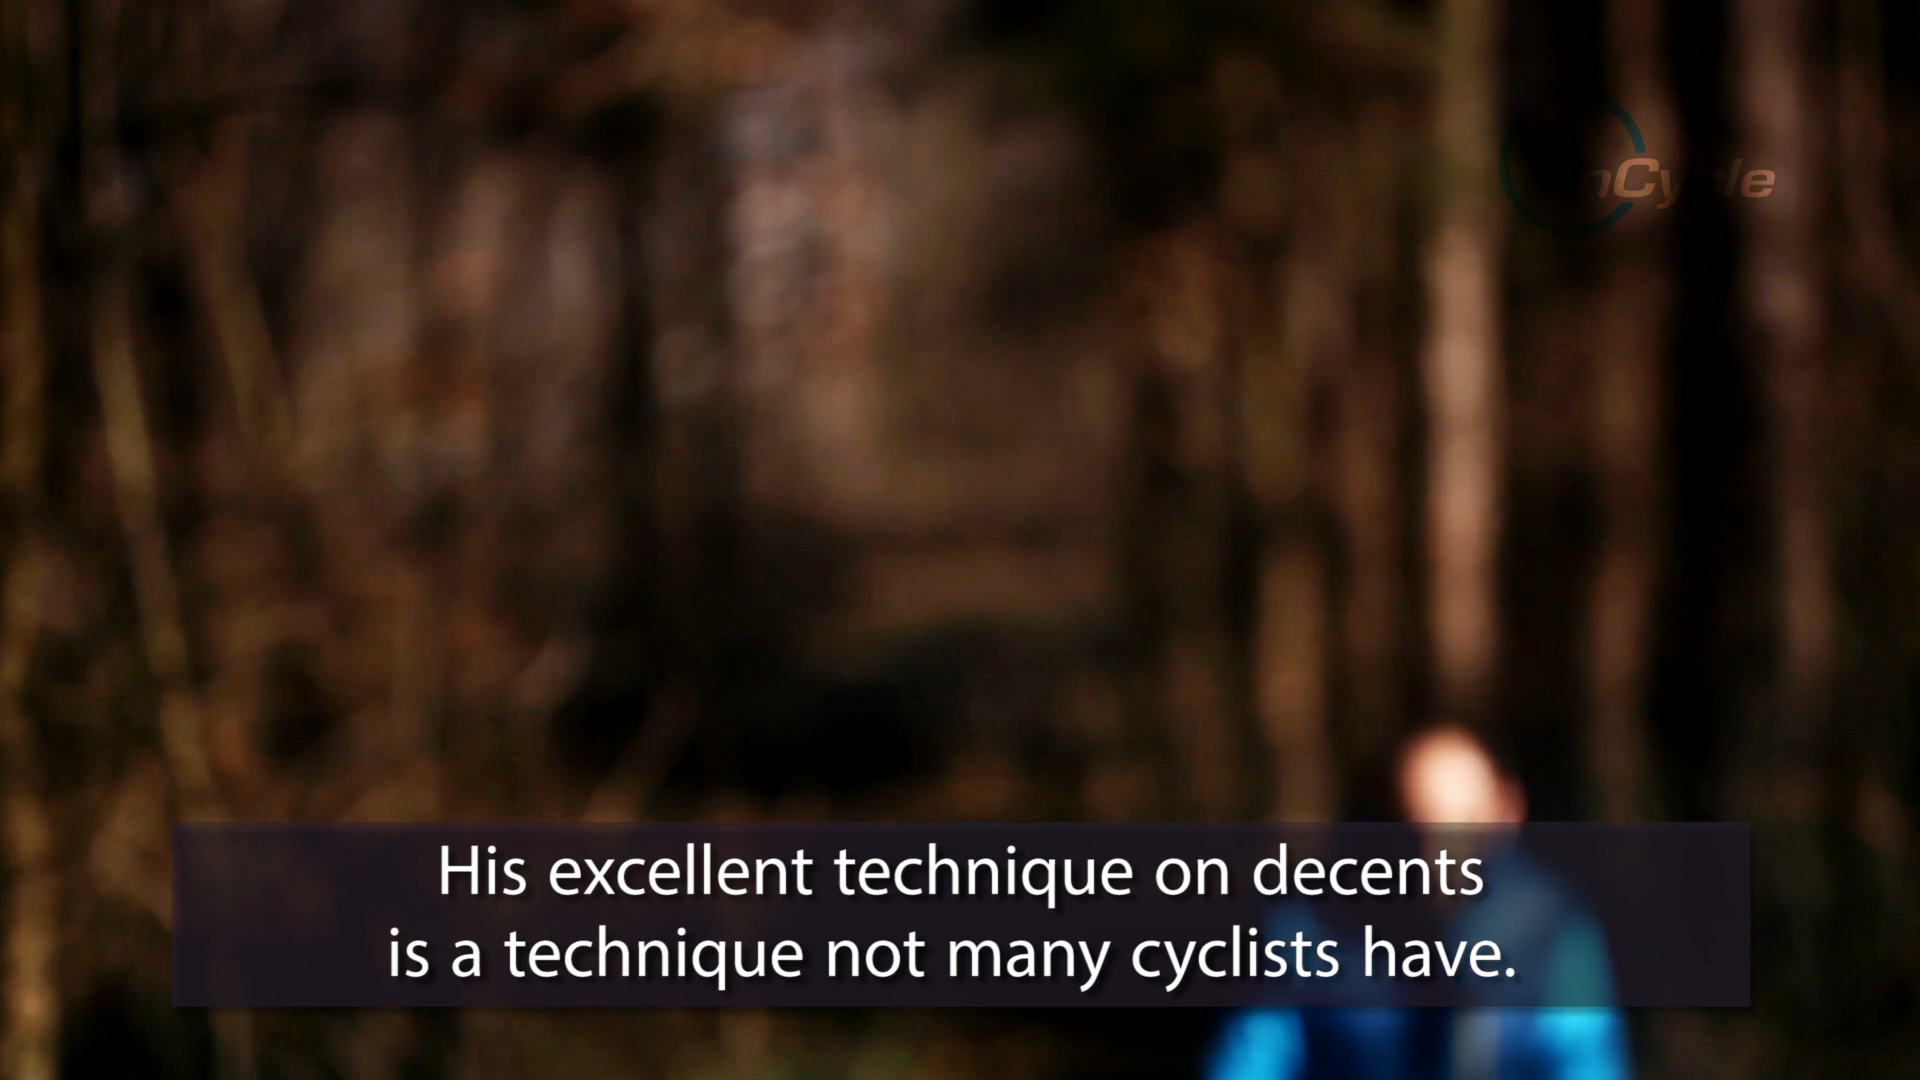 His excellent technique on decents
is a technique not many cyclists have.